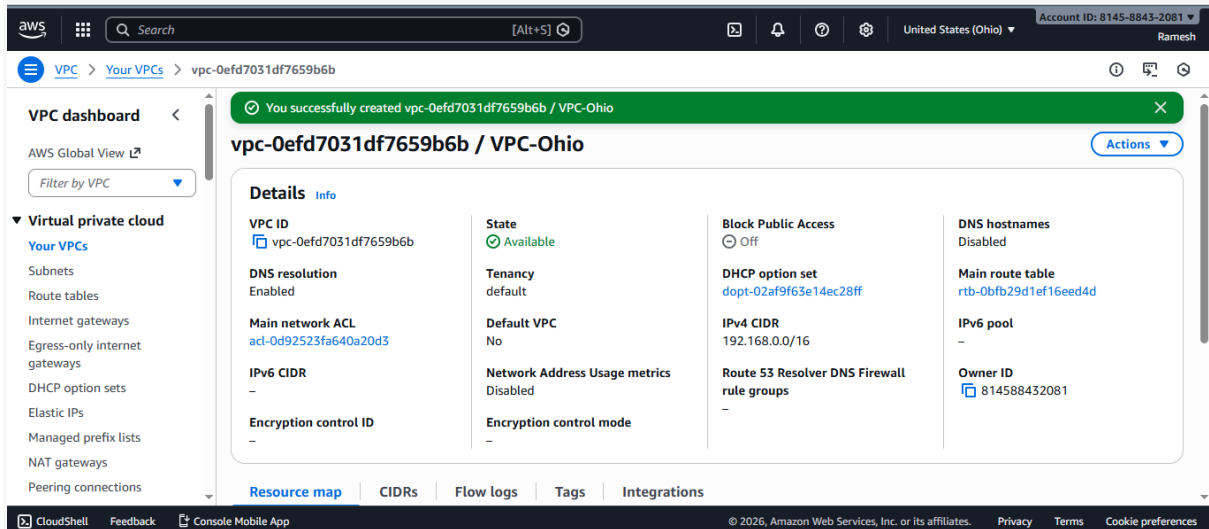 aws
Search
[Alt+S]
United States (Ohio)
Account ID: 8145-8843-2081
Ramesh
VPC > Your VPCs > vpc-0efd7031df7659b6b
VPC dashboard
AWS Global View
Filter by VPC
Virtual private cloud
Your VPCs
Subnets
Route tables
Internet gateways
Egress-only internet
gateways
DHCP option sets
Elastic IPs
Managed prefix lists
NAT gateways
Peering connections
You successfully created vpc-0efd7031df7659b6b / VPC-Ohio
vpc-0efd7031df7659b6b / VPC-Ohio
Actions
Details Info
VPC ID
vpc-0efd7031df7659b6b
State
Available
Block Public Access
Off
DNS hostnames
Disabled
DNS resolution
Enabled
Tenancy
default
DHCP option set
dopt-02af9f63e14ec28ff
Main route table
rtb-0bfb29d1ef16eed4d
Main network ACL
acl-0d92523fa640a20d3
Default VPC
No
IPv4 CIDR
192.168.0.0/16
IPv6 pool
–
IPv6 CIDR
–
Network Address Usage metrics
Disabled
Route 53 Resolver DNS Firewall
rule groups
–
Owner ID
814588432081
Encryption control ID
–
Encryption control mode
–
Resource map
CIDRs
Flow logs
Tags
Integrations
CloudShell
Feedback
Console Mobile App
© 2026, Amazon Web Services, Inc. or its affiliates.
Privacy
Terms
Cookie preferences